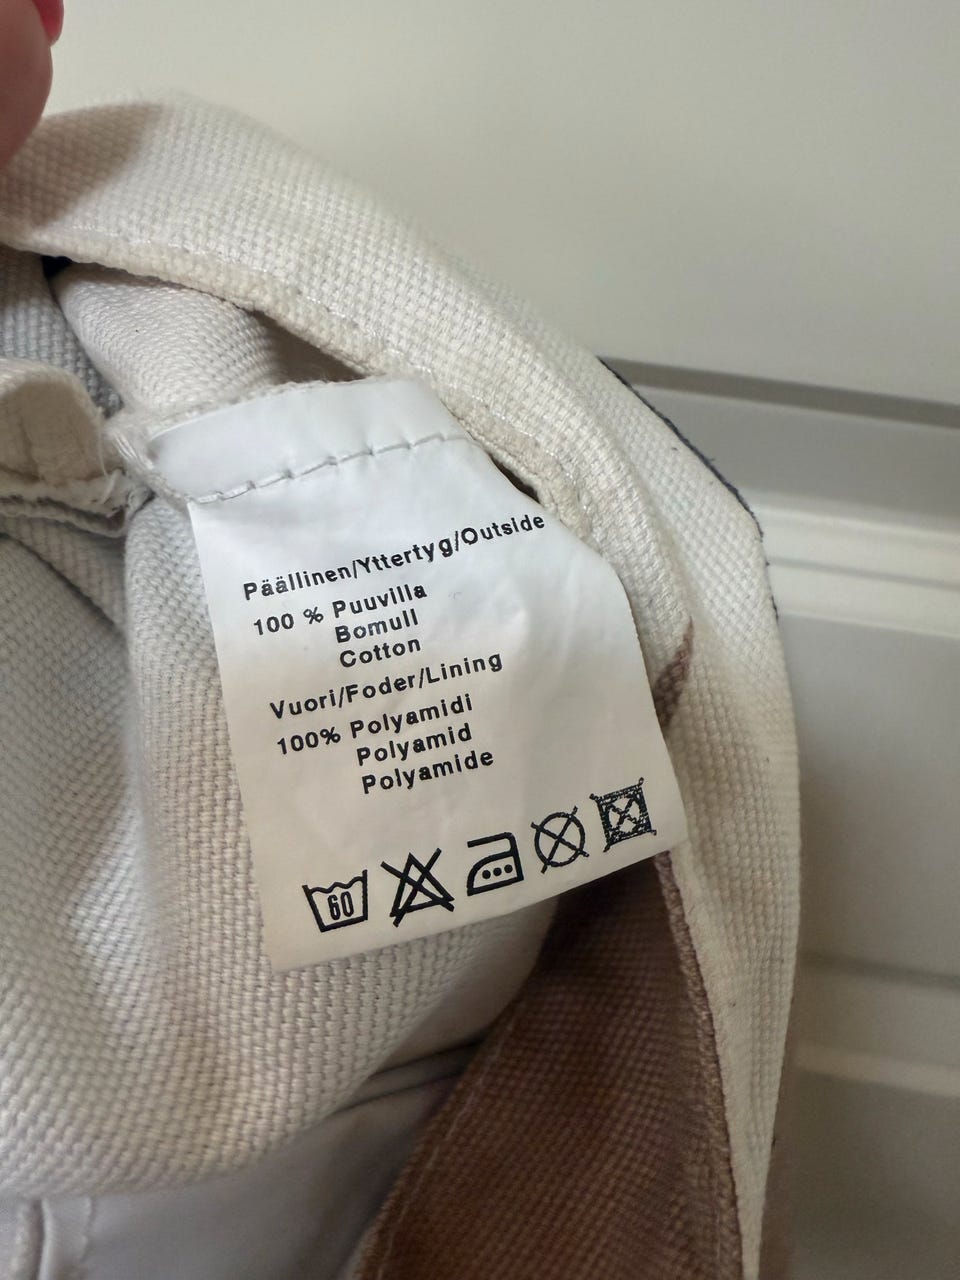 Päällinen/Yttertyg/Outside
100 % Puuvilla
Bomull
Cotton
Vuori/Foder/Lining
100% Polyamidi
Polyamid
Polyamide
60